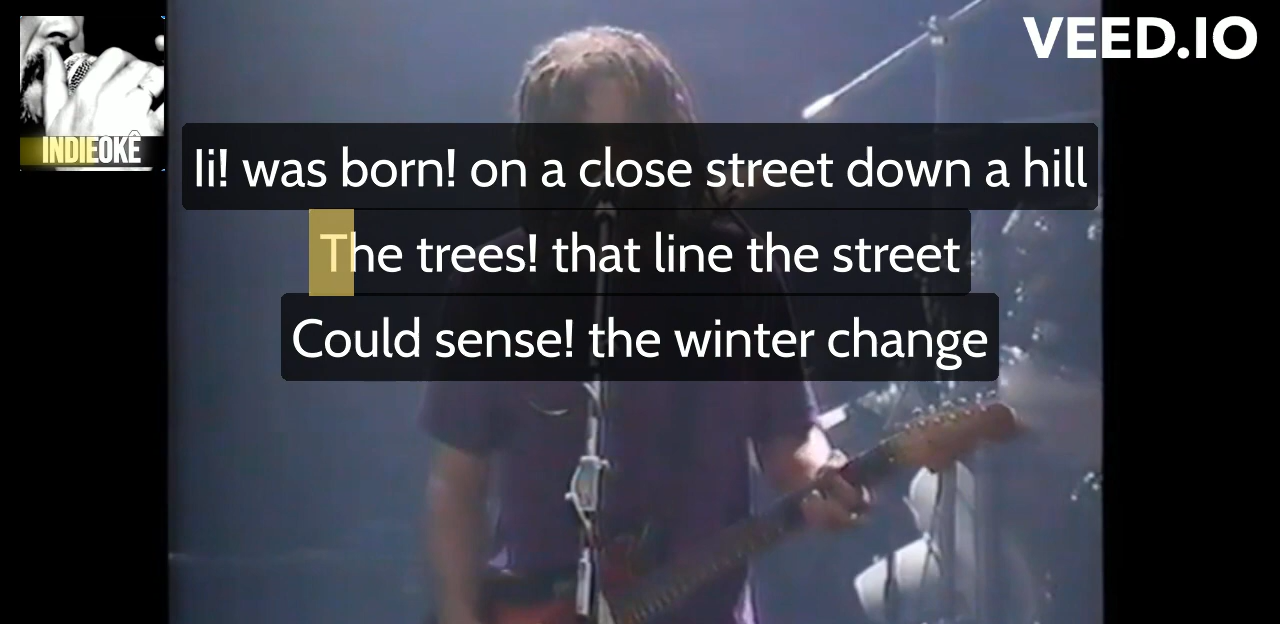 VEED.IO
INDIEOKÊ
Ii! was born! on a close street down a hill
The trees! that line the street
Could sense! the winter change